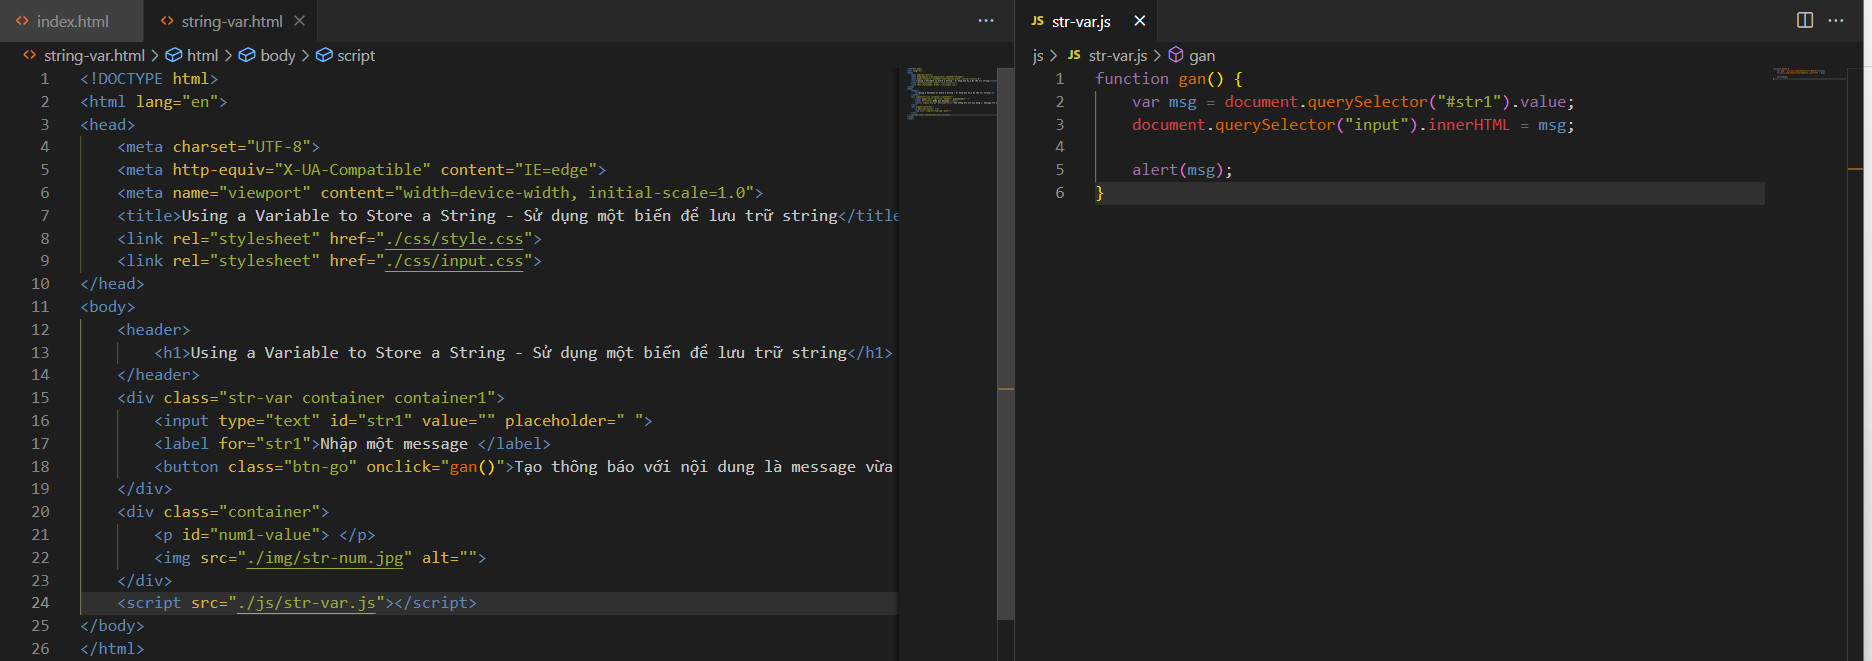 index.html
string-var.html
string-var.html > html > body > script
1 <!DOCTYPE html>
2 <html lang="en">
3 <head>
4 <meta charset="UTF-8">
5 <meta http-equiv="X-UA-Compatible" content="IE=edge">
6 <meta name="viewport" content="width=device-width, initial-scale=1.0">
7 <title>Using a Variable to Store a String - Sử dụng một biến để lưu trữ string</title
8 <link rel="stylesheet" href="./css/style.css">
9 <link rel="stylesheet" href="./css/input.css">
10 </head>
11 <body>
12 <header>
13 <h1>Using a Variable to Store a String - Sử dụng một biến để lưu trữ string</h1>
14 </header>
15 <div class="str-var container container1">
16 <input type="text" id="str1" value="" placeholder=" ">
17 <label for="str1">Nhập một message </label>
18 <button class="btn-go" onclick="gan()">Tạo thông báo với nội dung là message vừa
19 </div>
20 <div class="container">
21 <p id="num1-value"> </p>
22 <img src="./img/str-num.jpg" alt="">
23 </div>
24 <script src="./js/str-var.js"></script>
25 </body>
26 </html>
JS str-var.js
js > JS str-var.js > gan
1 function gan() {
2 var msg = document.querySelector("#str1").value;
3 document.querySelector("input").innerHTML = msg;
4
5 alert(msg);
6 }